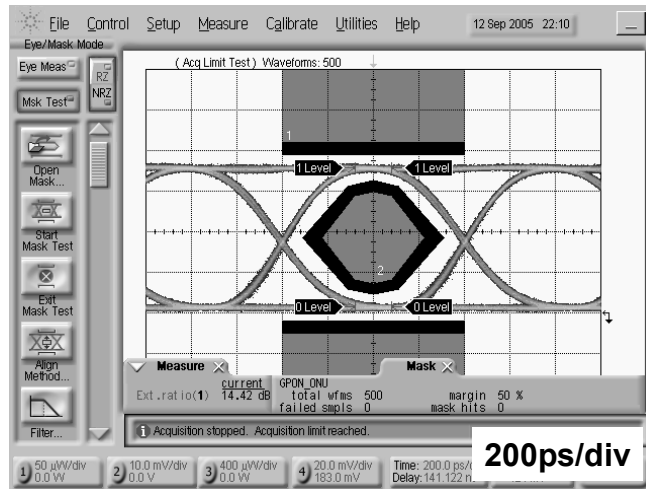 File Control Setup Measure Calibrate Utilities Help 12 Sep 2005 22:10
Eye/Mask Mode
Eye Meas
RZ
NRZ
Msk Test
(Acq Limit Test) Waveforms: 500
1
1 Level 1 Level
2
0 Level 0 Level
Open
Mask...
Start
Mask Test
Exit
Mask Test
Align
Method...
Filter...
Measure Mask
current GPON_ONU
Ext.ratio(1) 14.42 dB total wfms 500 margin 50 %
failed smpls 0 mask hits 0
Acquisition stopped. Acquisition limit reached.
200ps/div
1) 50 µW/div 2) 10.0 mV/div 3) 400 µW/div 4) 20.0 mV/div Time: 200.0 ps/
0.0 W 0.0 V 0.0 W 183.0 mV Delay:141.122